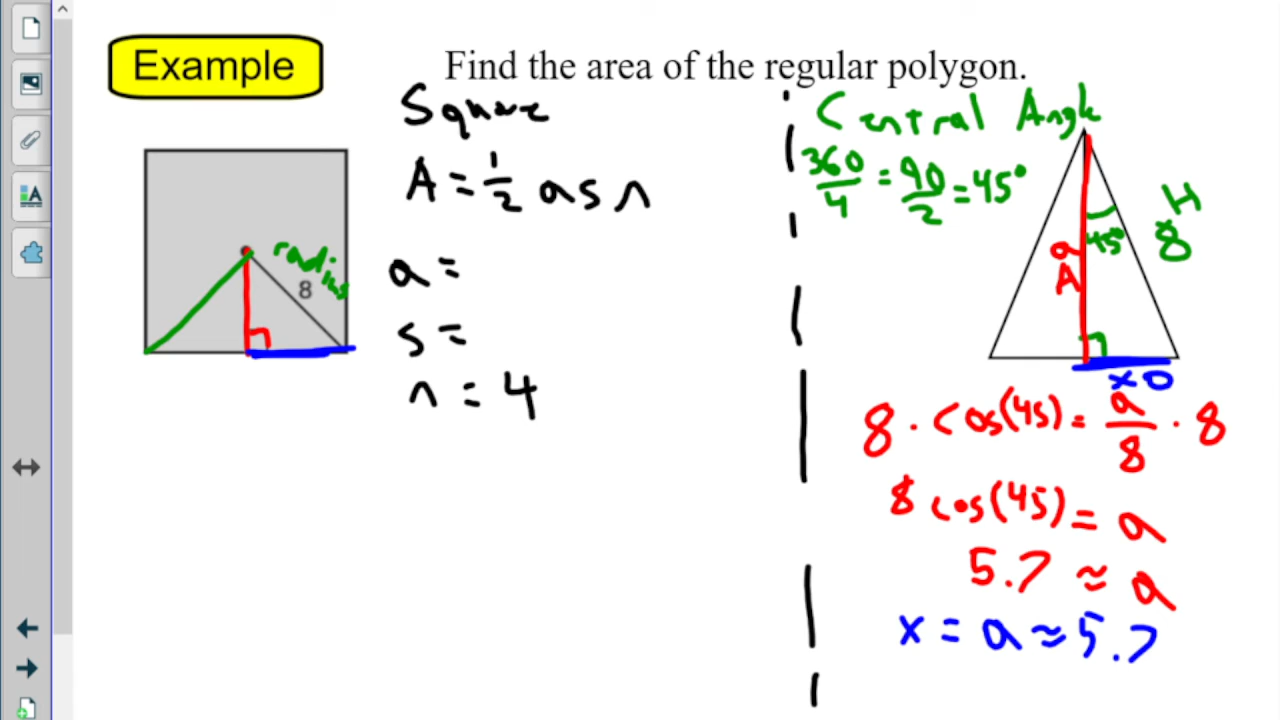 Example
Find the area of the regular polygon.
Square
A = 1/2 a s n
a =
s =
n = 4
radius
8
Central Angle
360/4 = 90/2 = 45°
H
8
45°
a
A
x O
8 · cos(45) = a/8 · 8
8 cos(45) = a
5.7 ≈ a
x = a ≈ 5.7